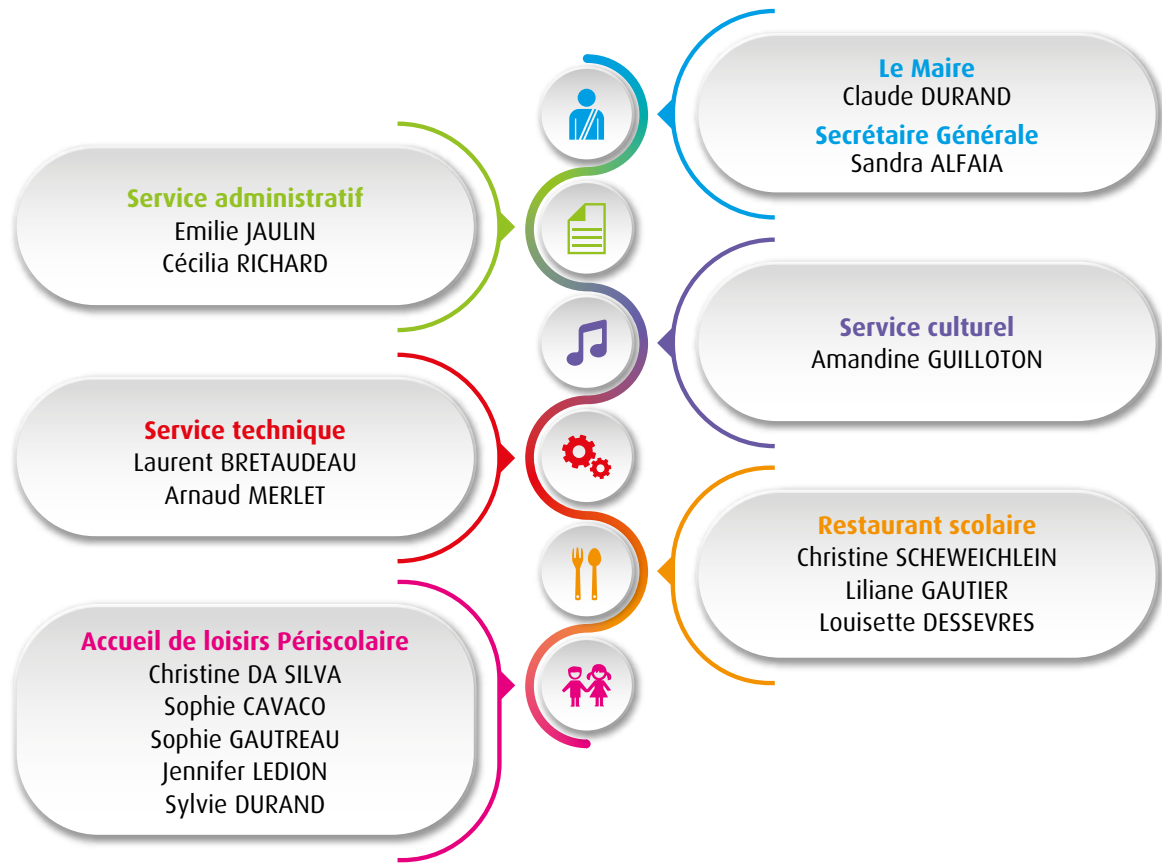 Le Maire
Claude DURAND
Secrétaire Générale
Sandra ALFAIA
Service administratif
Emilie JAULIN
Cécilia RICHARD
Service culturel
Amandine GUILLOTON
Service technique
Laurent BRETAUDEAU
Arnaud MERLET
Restaurant scolaire
Christine SCHEWEICHLEIN
Liliane GAUTIER
Louisette DESSEVRES
Accueil de loisirs Périscolaire
Christine DA SILVA
Sophie CAVACO
Sophie GAUTREAU
Jennifer LEDION
Sylvie DURAND